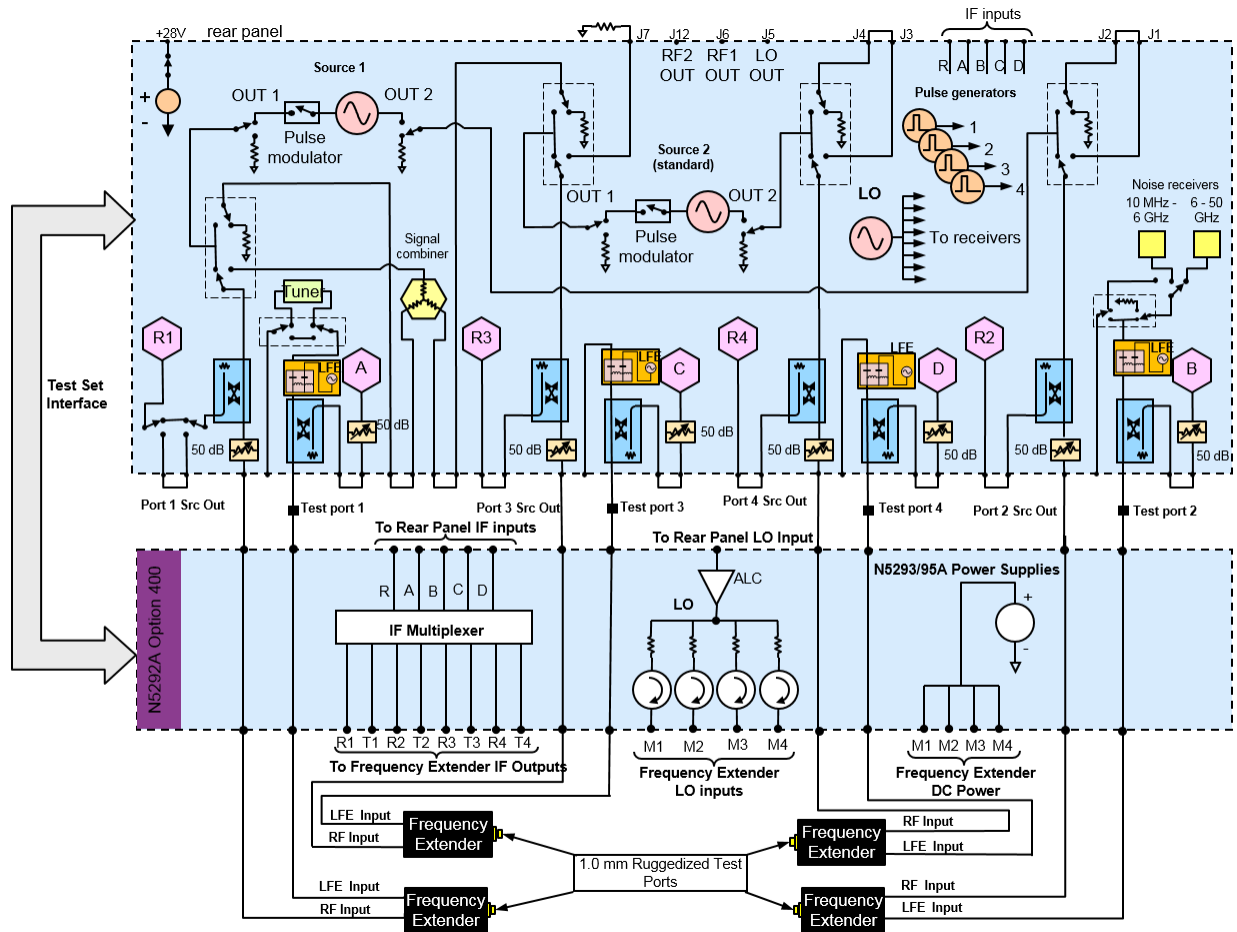 +28V
rear panel
J7
J12
J6
J5
J4
J3
IF inputs
J2
J1
RF2
OUT
RF1
OUT
LO
OUT
R
A
B
C
D
Source 1
+
-
OUT 1
OUT 2
Pulse
modulator
Pulse generators
1
2
3
4
Source 2
(standard)
OUT 1
OUT 2
Pulse
modulator
LO
To receivers
Noise receivers
10 MHz -
6 GHz
6 - 50
GHz
Signal
combiner
Tuner
Test Set
Interface
R1
LFE
A
R3
LFE
C
R4
LFE
D
R2
LFE
B
50 dB
50 dB
50 dB
50 dB
50 dB
50 dB
50 dB
50 dB
Port 1 Src Out
Test port 1
Port 3 Src Out
Test port 3
Port 4 Src Out
Test port 4
Port 2 Src Out
Test port 2
To Rear Panel IF inputs
To Rear Panel LO Input
N5292A Option 400
R
A
B
C
D
IF Multiplexer
ALC
LO
N5293/95A Power Supplies
+
-
R1
T1
R2
T2
R3
T3
R4
T4
To Frequency Extender IF Outputs
M1
M2
M3
M4
Frequency Extender
LO inputs
M1
M2
M3
M4
Frequency Extender
DC Power
LFE Input
RF Input
Frequency
Extender
Frequency
Extender
RF Input
LFE Input
1.0 mm Ruggedized Test
Ports
LFE Input
RF Input
Frequency
Extender
Frequency
Extender
RF Input
LFE Input